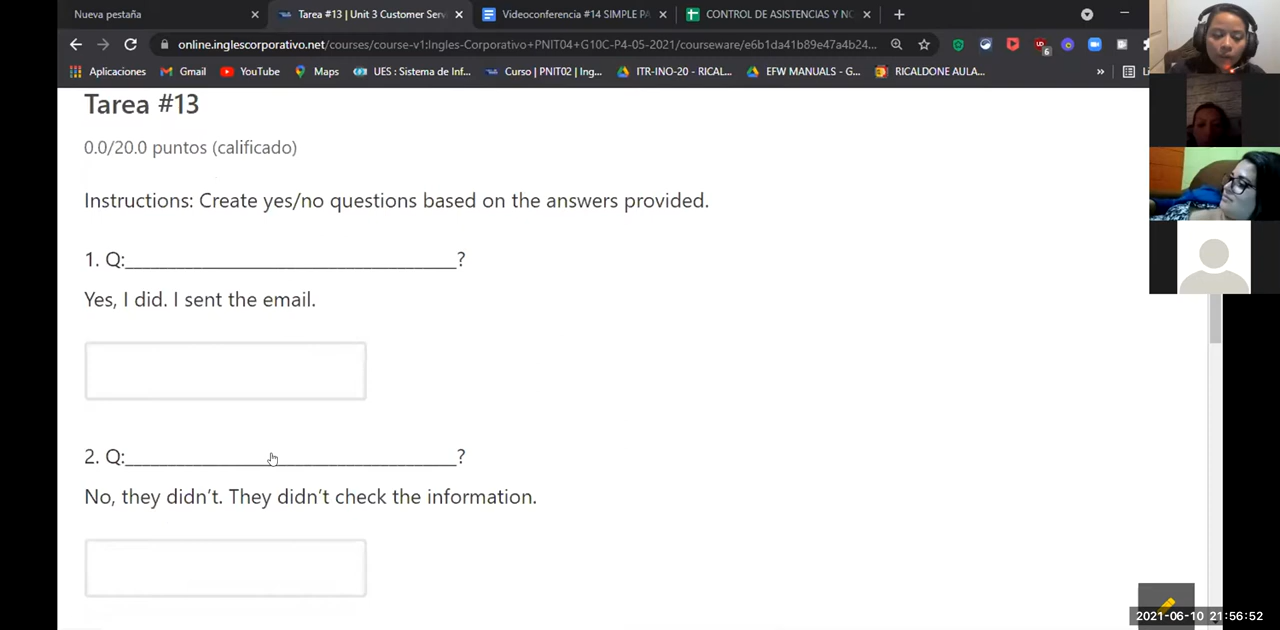 Nueva pestaña
Tarea #13 | Unit 3 Customer Serv
Videoconferencia #14 SIMPLE PA
CONTROL DE ASISTENCIAS Y NO
online.inglescorporativo.net/courses/course-v1:Ingles-Corporativo+PNIT04+G10C-P4-05-2021/courseware/e6b1da41b89e47a4b24...
Aplicaciones
Gmail
YouTube
Maps
UES : Sistema de Inf...
Curso | PNIT02 | Ing...
ITR-INO-20 - RICAL...
EFW MANUALS - G...
RICALDONE AULA...
»
Tarea #13
0.0/20.0 puntos (calificado)
Instructions: Create yes/no questions based on the answers provided.
1. Q:____________________________________?
Yes, I did. I sent the email.
2. Q:____________________________________?
No, they didn't. They didn't check the information.
2021-06-10 21:56:52